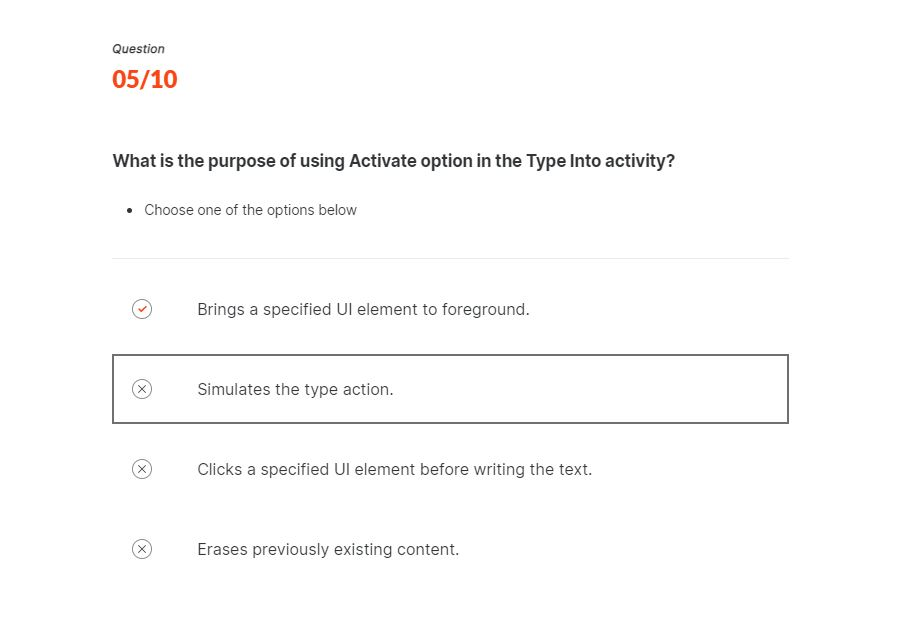 Question
05/10
What is the purpose of using Activate option in the Type Into activity?
• Choose one of the options below
Brings a specified UI element to foreground.
Simulates the type action.
Clicks a specified UI element before writing the text.
Erases previously existing content.